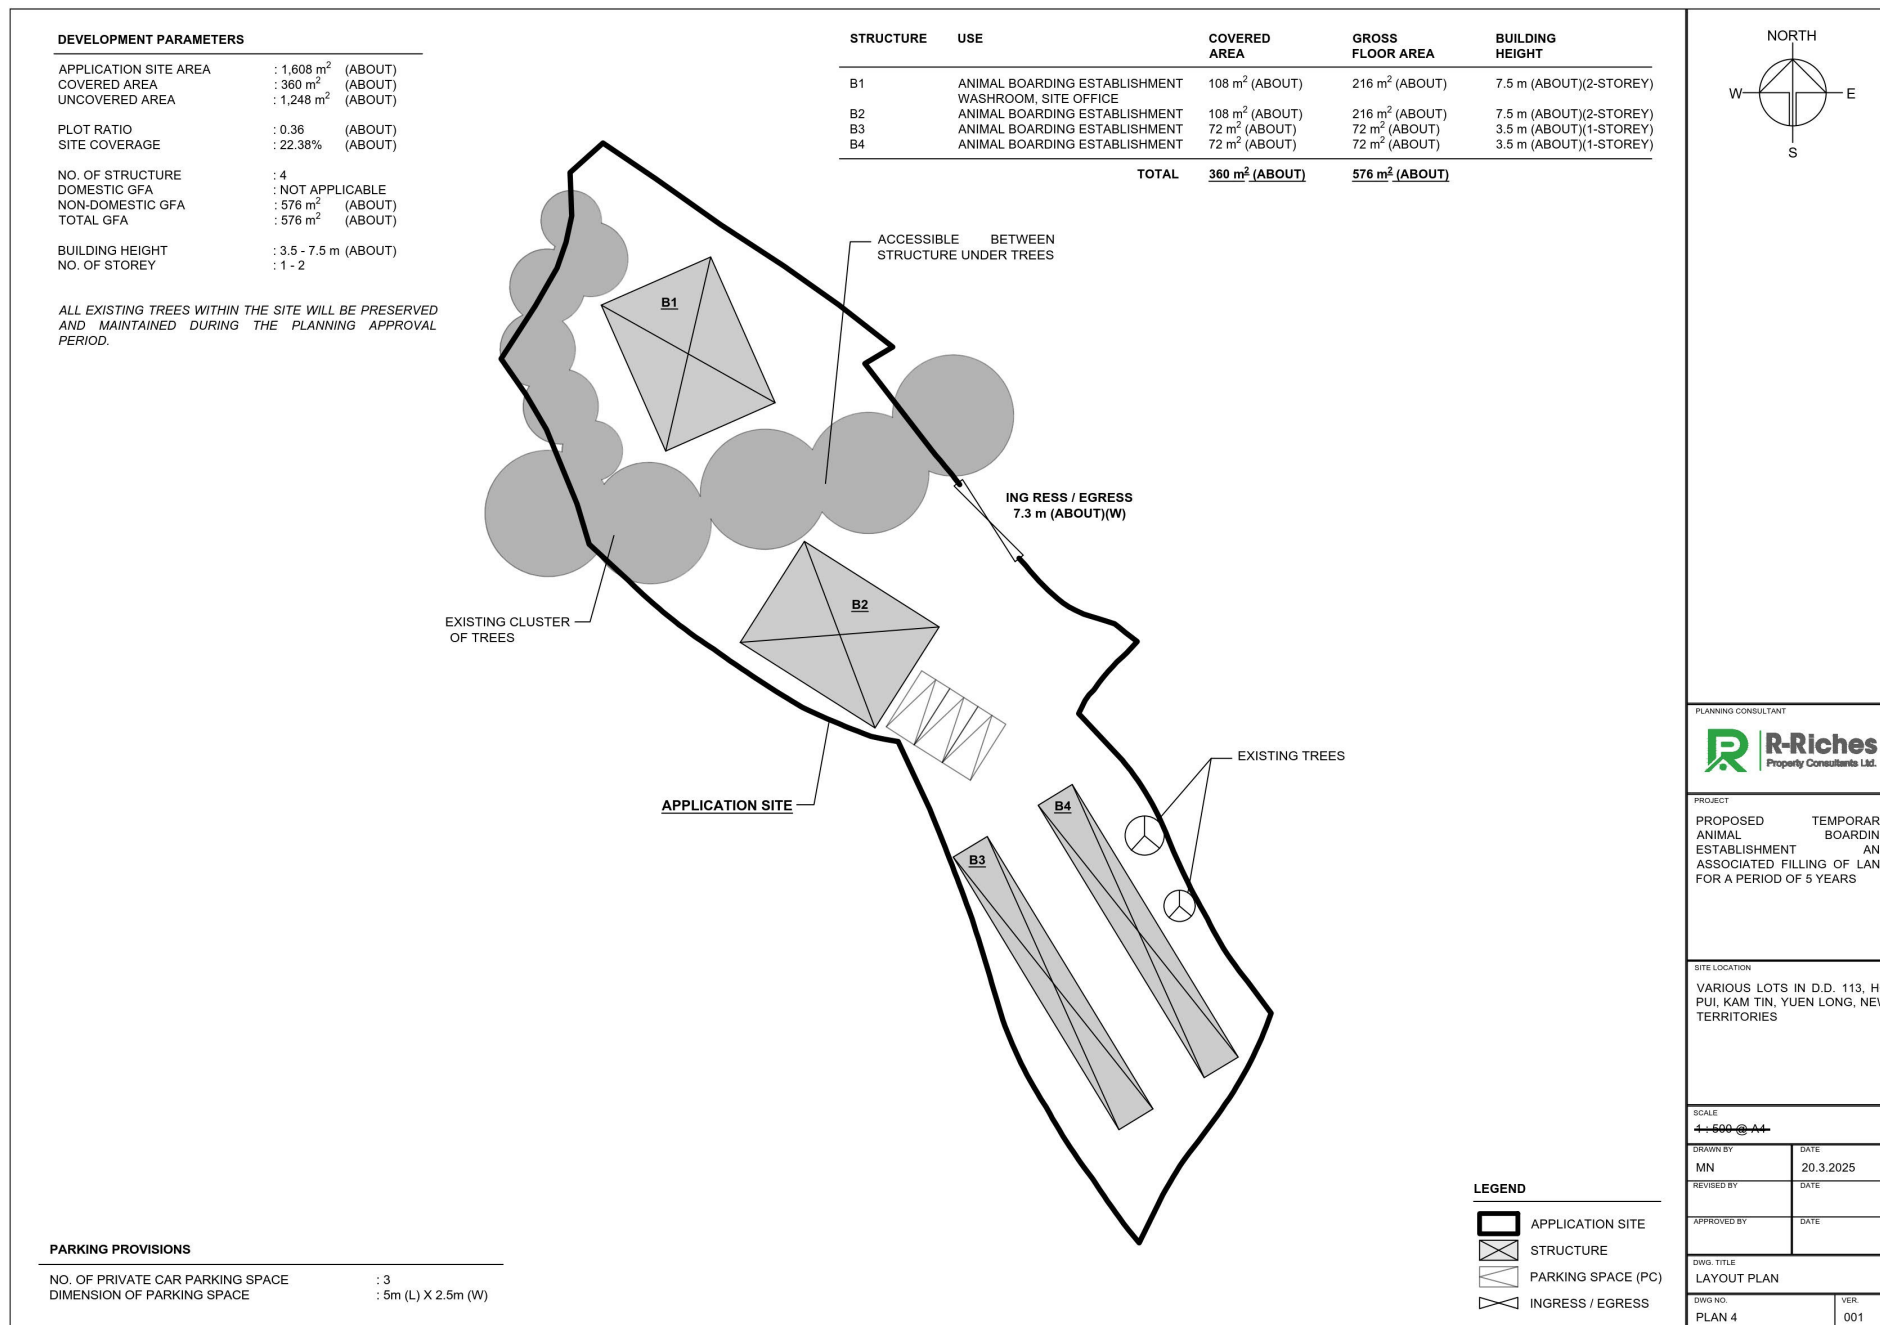 DEVELOPMENT PARAMETERS
APPLICATION SITE AREA : 1,608 m² (ABOUT)
COVERED AREA : 360 m² (ABOUT)
UNCOVERED AREA : 1,248 m² (ABOUT)
PLOT RATIO : 0.36 (ABOUT)
SITE COVERAGE : 22.38% (ABOUT)
NO. OF STRUCTURE : 4
DOMESTIC GFA : NOT APPLICABLE
NON-DOMESTIC GFA : 576 m² (ABOUT)
TOTAL GFA : 576 m² (ABOUT)
BUILDING HEIGHT : 3.5 - 7.5 m (ABOUT)
NO. OF STOREY : 1 - 2
ALL EXISTING TREES WITHIN THE SITE WILL BE PRESERVED
AND MAINTAINED DURING THE PLANNING APPROVAL
PERIOD.
STRUCTURE USE COVERED AREA GROSS FLOOR AREA BUILDING HEIGHT
B1 ANIMAL BOARDING ESTABLISHMENT 108 m² (ABOUT) 216 m² (ABOUT) 7.5 m (ABOUT)(2-STOREY)
WASHROOM, SITE OFFICE
B2 ANIMAL BOARDING ESTABLISHMENT 108 m² (ABOUT) 216 m² (ABOUT) 7.5 m (ABOUT)(2-STOREY)
B3 ANIMAL BOARDING ESTABLISHMENT 72 m² (ABOUT) 72 m² (ABOUT) 3.5 m (ABOUT)(1-STOREY)
B4 ANIMAL BOARDING ESTABLISHMENT 72 m² (ABOUT) 72 m² (ABOUT) 3.5 m (ABOUT)(1-STOREY)
TOTAL 360 m² (ABOUT) 576 m² (ABOUT)
ACCESSIBLE BETWEEN
STRUCTURE UNDER TREES
B1
ING RESS / EGRESS
7.3 m (ABOUT)(W)
B2
EXISTING CLUSTER
OF TREES
EXISTING TREES
APPLICATION SITE
B4
B3
PARKING PROVISIONS
NO. OF PRIVATE CAR PARKING SPACE : 3
DIMENSION OF PARKING SPACE : 5m (L) X 2.5m (W)
LEGEND
APPLICATION SITE
STRUCTURE
PARKING SPACE (PC)
INGRESS / EGRESS
NORTH
W E
S
PLANNING CONSULTANT
R-Riches
Property Consultants Ltd.
PROJECT
PROPOSED TEMPORAR
ANIMAL BOARDIN
ESTABLISHMENT AN
ASSOCIATED FILLING OF LAN
FOR A PERIOD OF 5 YEARS
SITE LOCATION
VARIOUS LOTS IN D.D. 113, H
PUI, KAM TIN, YUEN LONG, NEW
TERRITORIES
SCALE
1 : 500 @ A4
DRAWN BY DATE
MN 20.3.2025
REVISED BY DATE
APPROVED BY DATE
DWG. TITLE
LAYOUT PLAN
DWG NO. VER.
PLAN 4 001